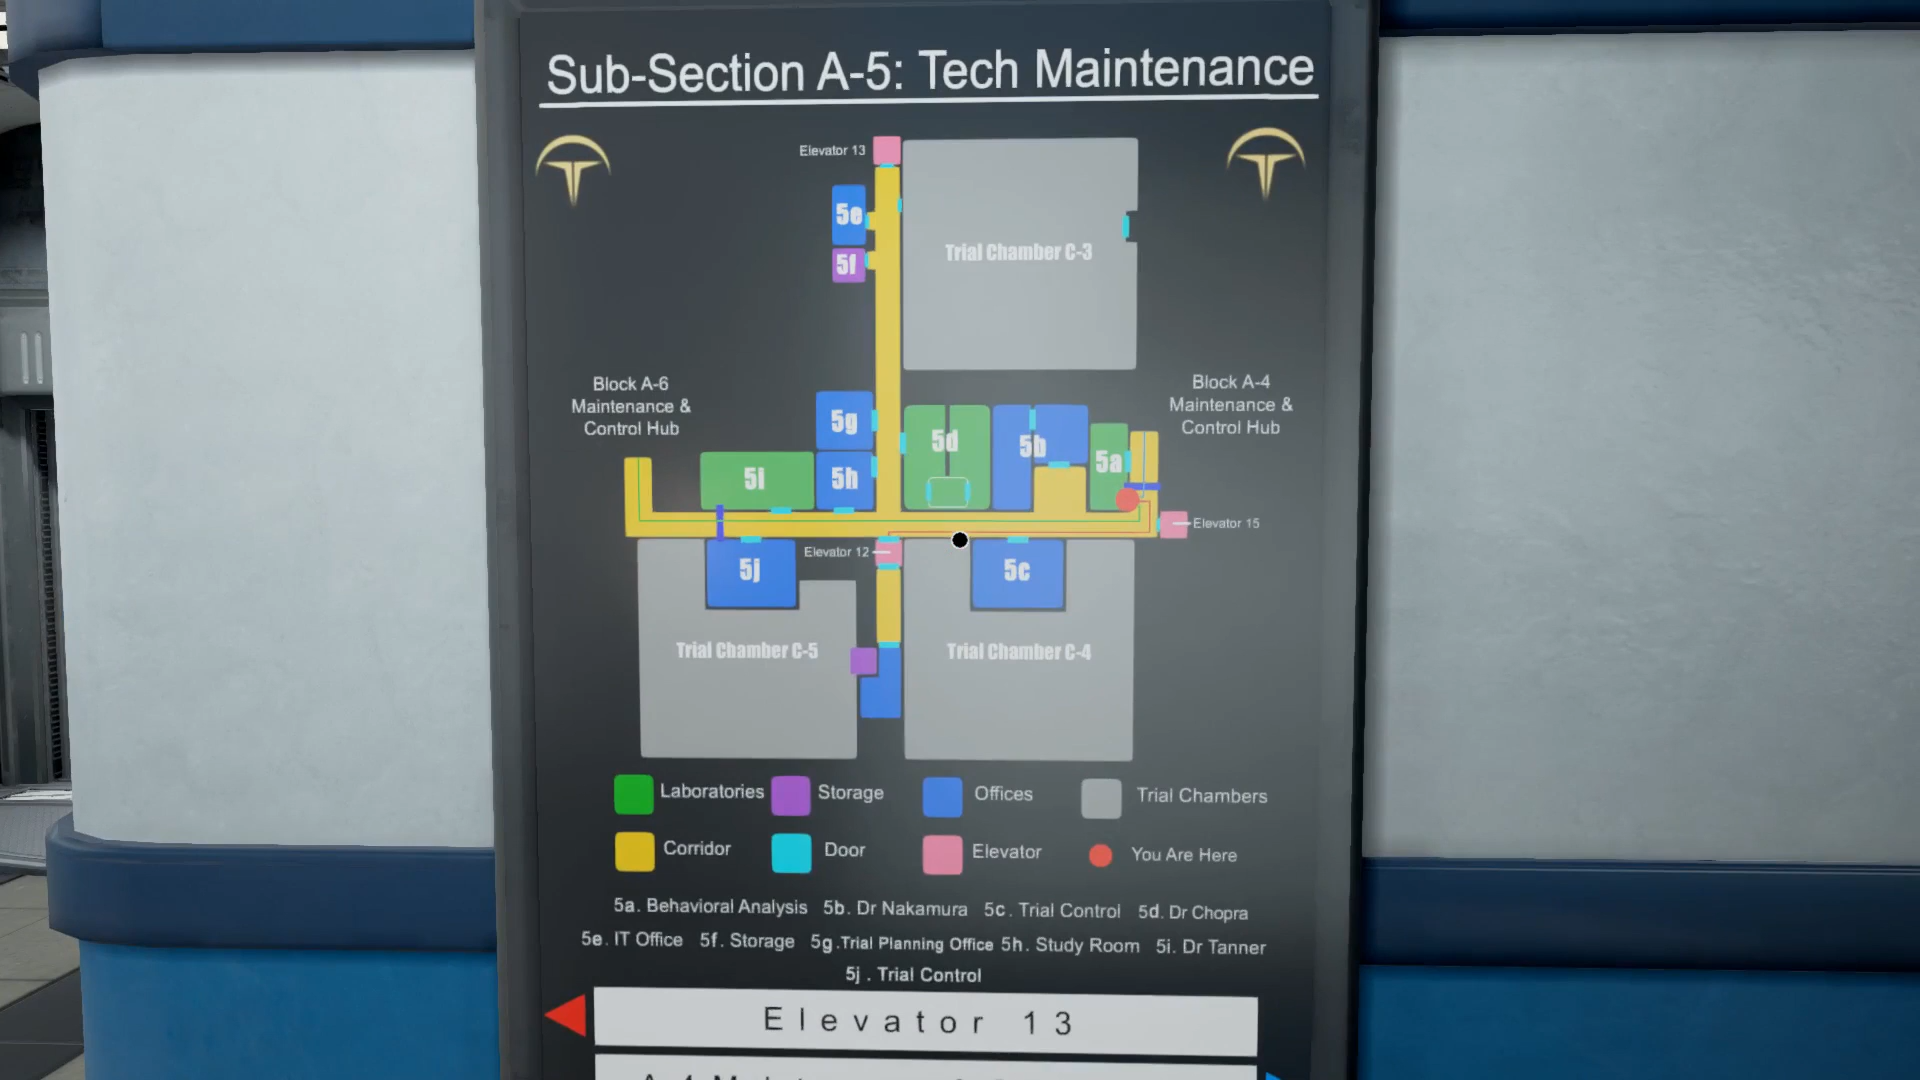 Sub-Section A-5: Tech Maintenance
Elevator 13
5e
5f
Trial Chamber C-3
Block A-6
Maintenance &
Control Hub
Block A-4
Maintenance &
Control Hub
5g
5d
5b
5a
5i
5h
Elevator 15
Elevator 12
5j
5c
Trial Chamber C-5
Trial Chamber C-4
Laboratories Storage Offices Trial Chambers
Corridor Door Elevator You Are Here
5a. Behavioral Analysis 5b. Dr Nakamura 5c. Trial Control 5d. Dr Chopra
5e. IT Office 5f. Storage 5g.Trial Planning Office 5h. Study Room 5i. Dr Tanner
5j . Trial Control
Elevator 13